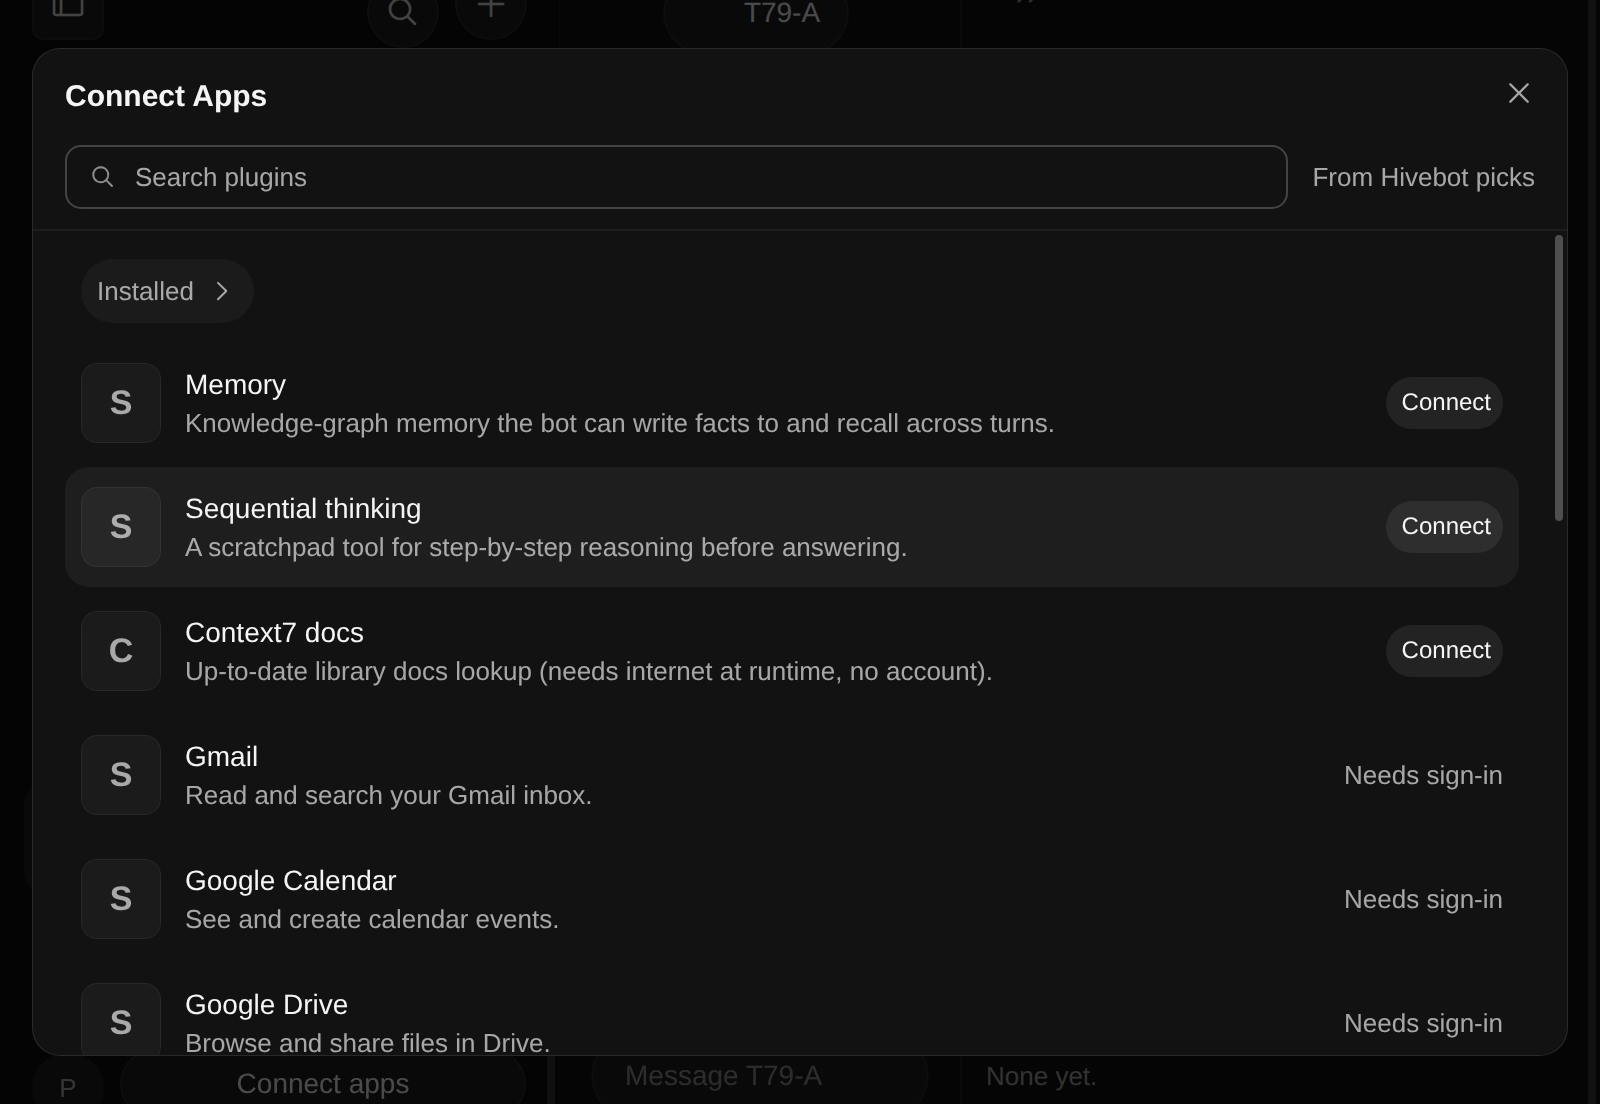 T79-A
Connect Apps
Search plugins
From Hivebot picks
Installed
S
Memory
Knowledge-graph memory the bot can write facts to and recall across turns.
Connect
S
Sequential thinking
A scratchpad tool for step-by-step reasoning before answering.
Connect
C
Context7 docs
Up-to-date library docs lookup (needs internet at runtime, no account).
Connect
S
Gmail
Read and search your Gmail inbox.
Needs sign-in
S
Google Calendar
See and create calendar events.
Needs sign-in
S
Google Drive
Browse and share files in Drive.
Needs sign-in
P
Connect apps
Message T79-A
None yet.